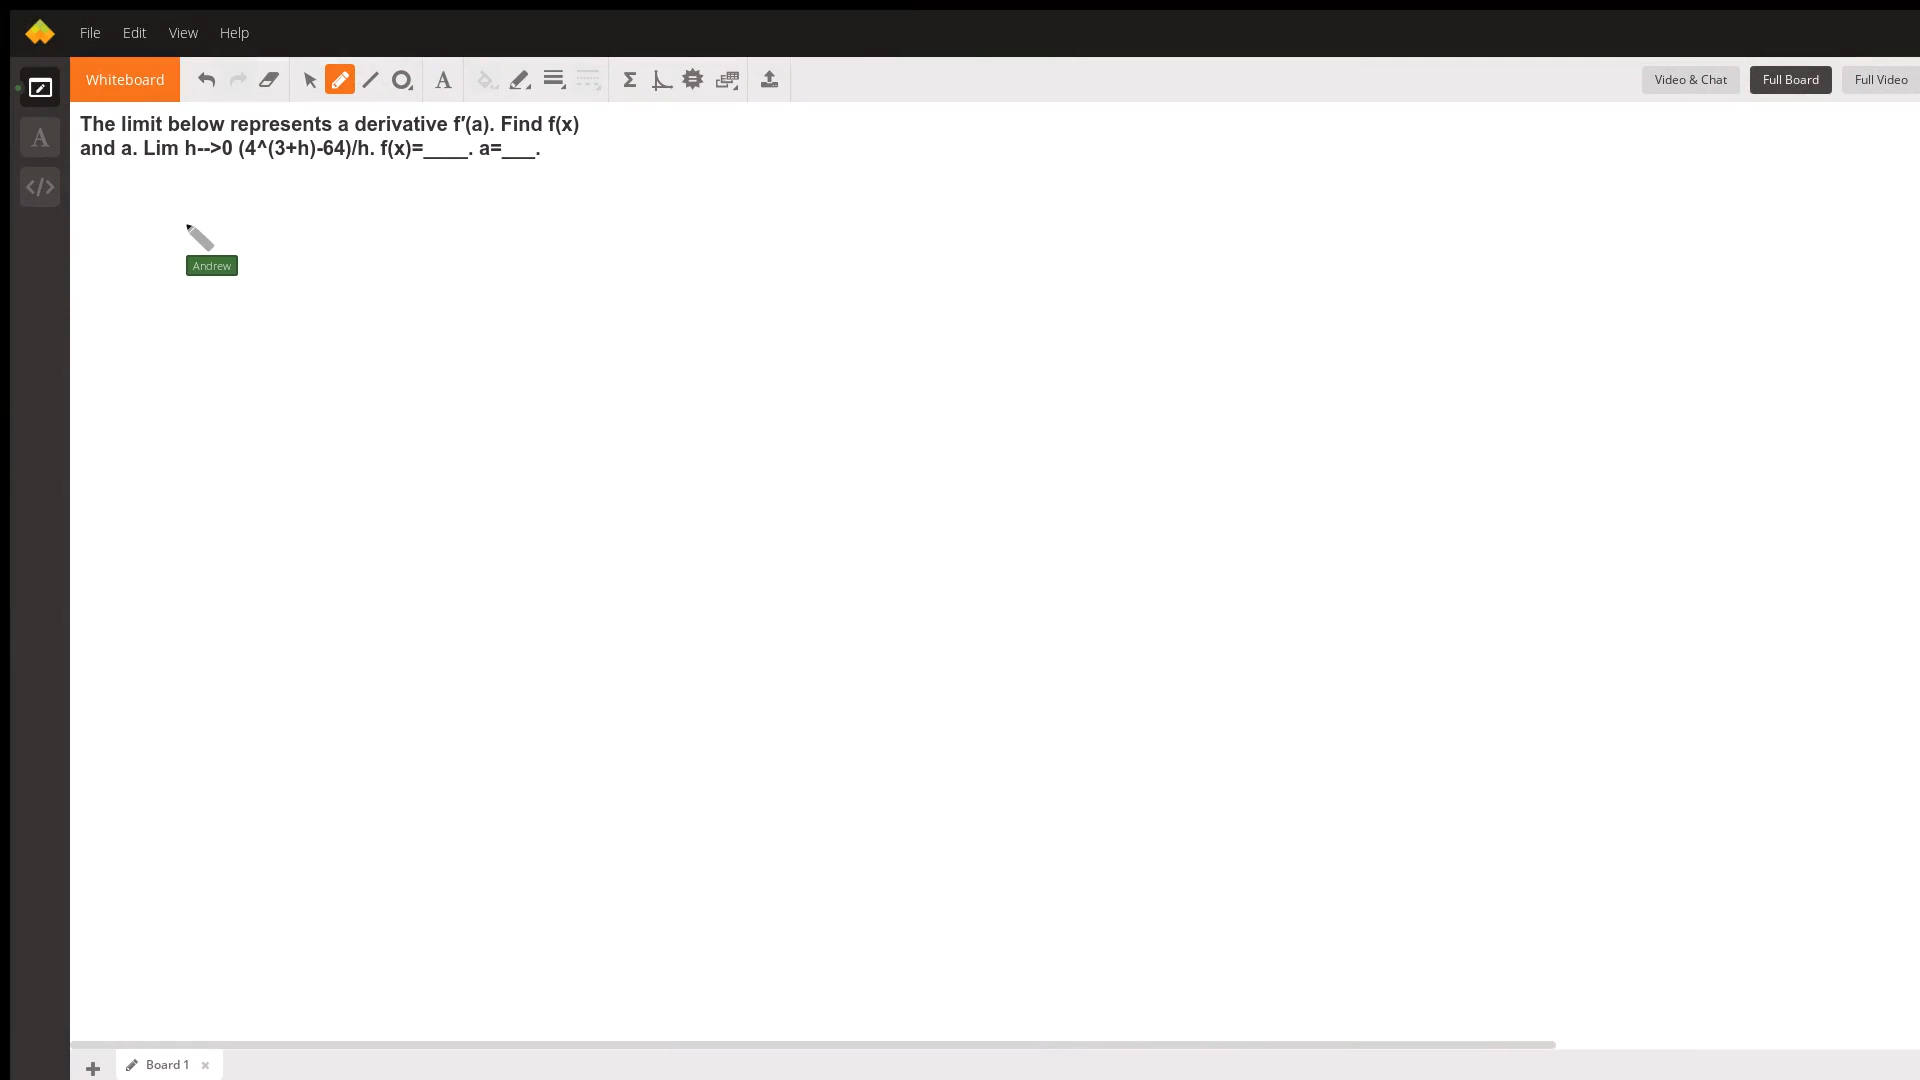 File Edit View Help
Whiteboard A Σ Video & Chat Full Board Full Video
A
</>
The limit below represents a derivative f′(a). Find f(x)
and a. Lim h-->0 (4^(3+h)-64)/h. f(x)=____. a=___.
Andrew
Board 1